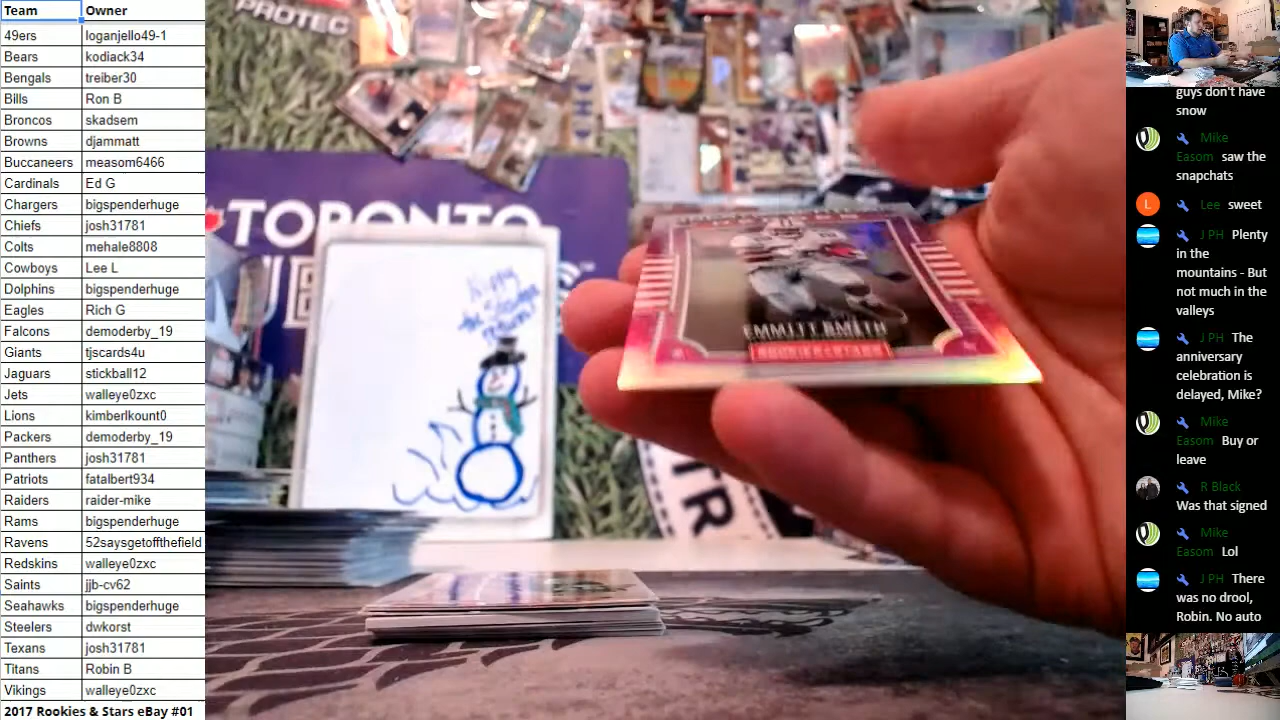 Team Owner
49ers loganjello49-1
Bears kodiack34
Bengals treiber30
Bills Ron B
Broncos skadsem
Browns djammatt
Buccaneers measom6466
Cardinals Ed G
Chargers bigspenderhuge
Chiefs josh31781
Colts mehale8808
Cowboys Lee L
Dolphins bigspenderhuge
Eagles Rich G
Falcons demoderby_19
Giants tjscards4u
Jaguars stickball12
Jets walleye0zxc
Lions kimberlkount0
Packers demoderby_19
Panthers josh31781
Patriots fatalbert934
Raiders raider-mike
Rams bigspenderhuge
Ravens 52saysgetoffthefield
Redskins walleye0zxc
Saints jjb-cv62
Seahawks bigspenderhuge
Steelers dwkorst
Texans josh31781
Titans Robin B
Vikings walleye0zxc
2017 Rookies & Stars eBay #01
PROTEC
TORONTO
EMMITT SMITH
ROOKIES & STARS
TR
guys don't have
snow
Mike
Easom saw the
snapchats
L
Lee sweet
J PH Plenty
in the
mountains - But
not much in the
valleys
J PH The
anniversary
celebration is
delayed, Mike?
Mike
Easom Buy or
leave
R Black
Was that signed
Mike
Easom Lol
J PH There
was no drool,
Robin. No auto